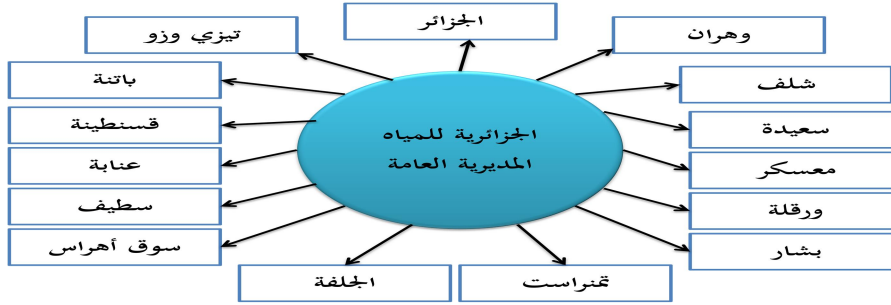 الجزائر
وهران
تيزي وزو
شلف
باتنة
سعيدة
قسنطينة
الجزائرية للمياه
المديرية العامة
معسكر
عنابة
ورقلة
سطيف
بشار
سوق أهراس
تمنراست
الجلفة